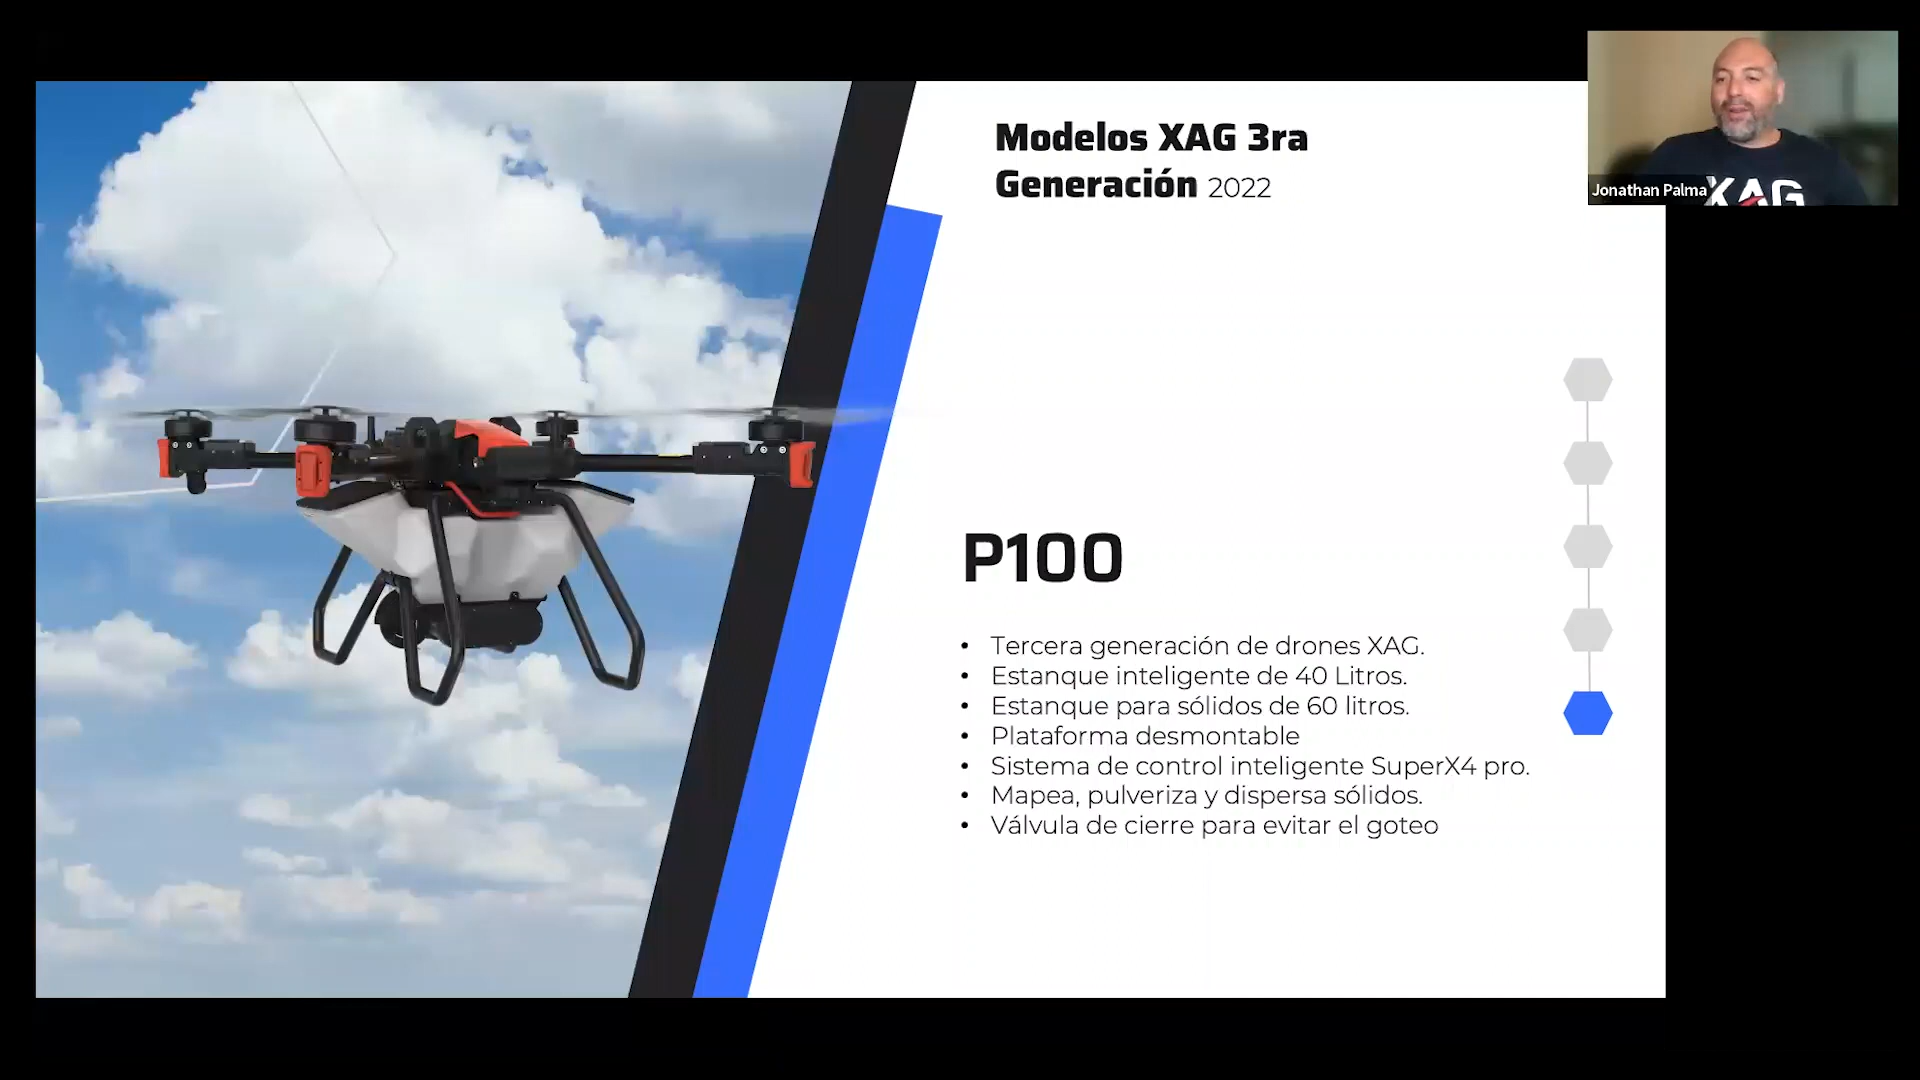 Modelos XAG 3ra
Generación 2022
Jonathan Palma
XAG
P100
• Tercera generación de drones XAG.
• Estanque inteligente de 40 Litros.
• Estanque para sólidos de 60 litros.
• Plataforma desmontable
• Sistema de control inteligente SuperX4 pro.
• Mapea, pulveriza y dispersa sólidos.
• Válvula de cierre para evitar el goteo